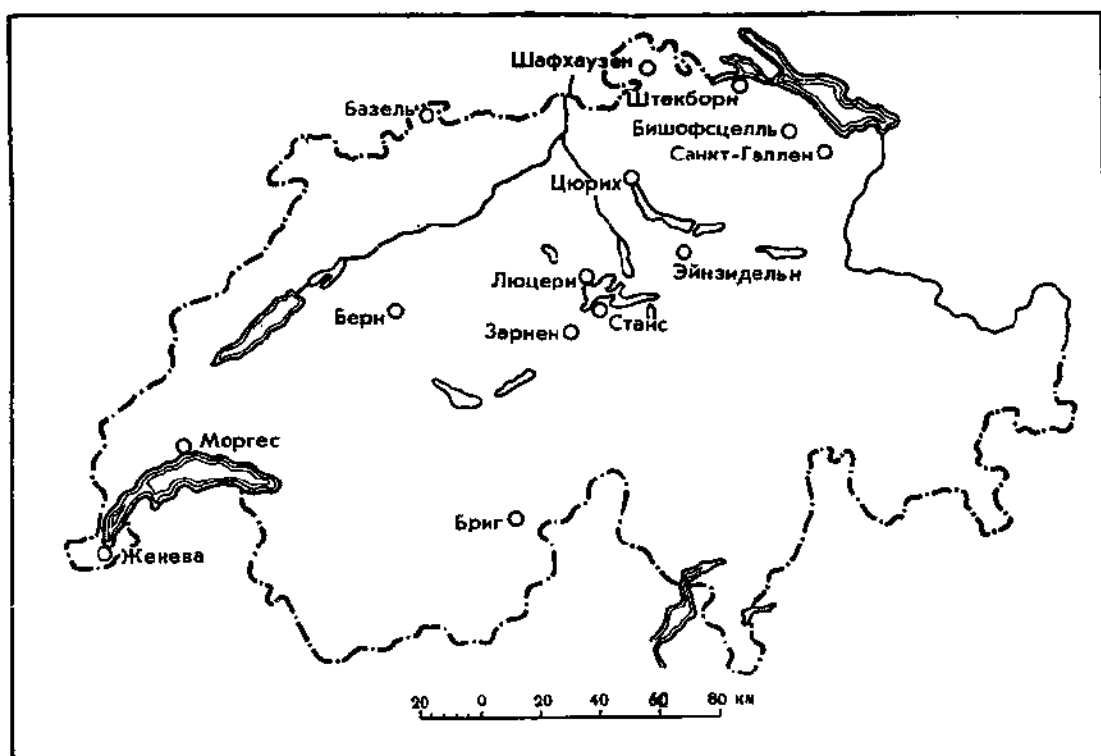 Шафхаузен
Штекборн
Базель
Бишофсцелль
Санкт-Галлен
Цюрих
Эйнзидельн
Люцерн
Берн
Станс
Зарнен
Моргес
Бриг
Женева
20 0 20 40 60 80 км